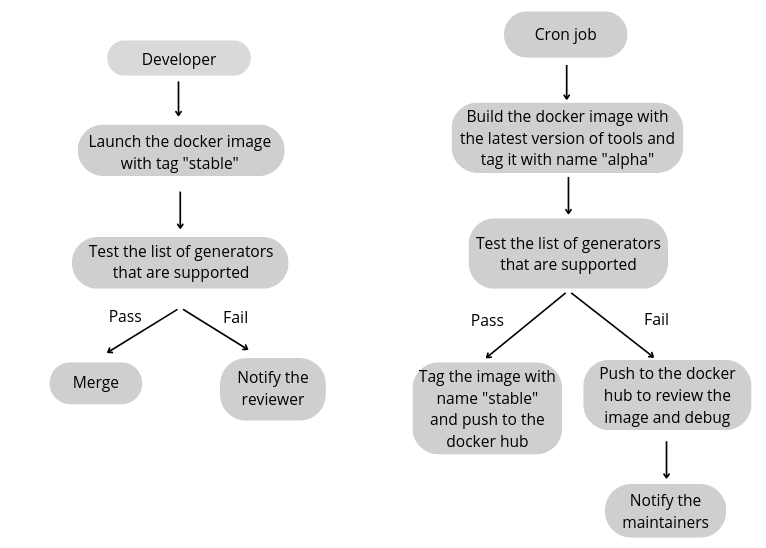 Developer
Launch the docker image
with tag "stable"
Test the list of generators
that are supported
Pass
Fail
Merge
Notify the
reviewer
Cron job
Build the docker image with
the latest version of tools and
tag it with name "alpha"
Test the list of generators
that are supported
Pass
Fail
Tag the image with
name "stable"
and push to the
docker hub
Push to the docker
hub to review the
image and debug
Notify the
maintainers